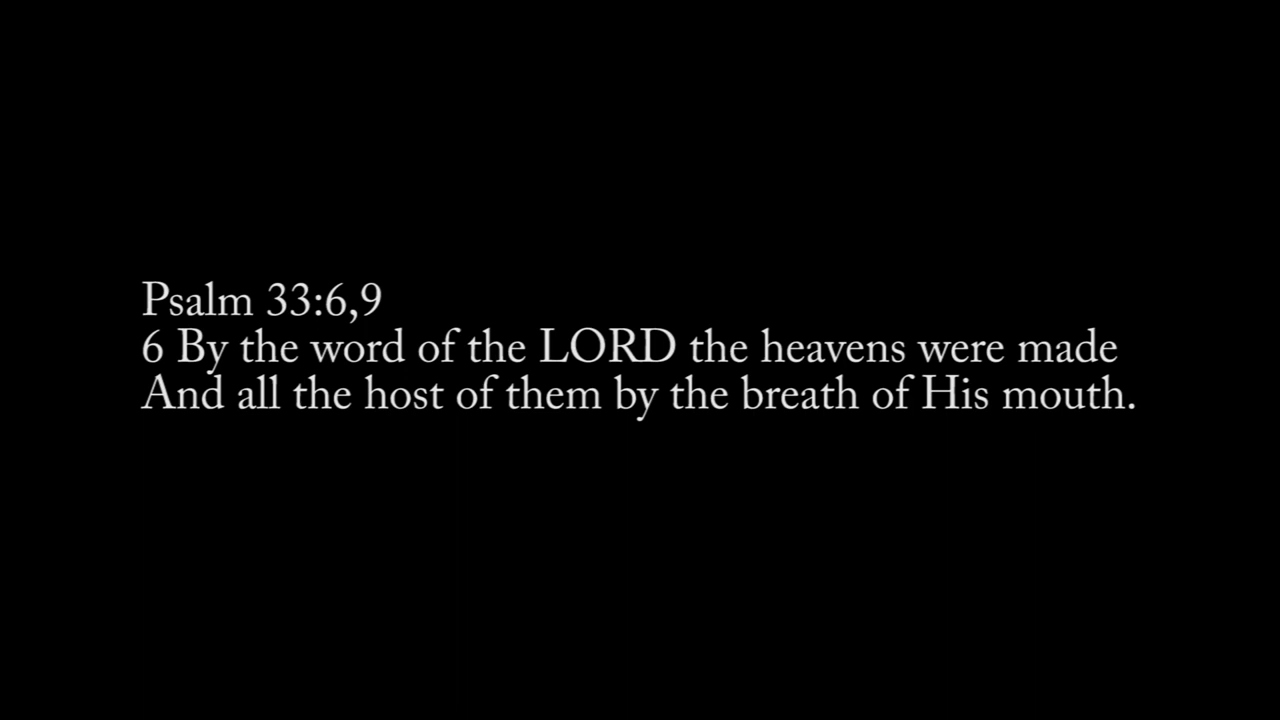 Psalm 33:6,9
6 By the word of the LORD the heavens were made
And all the host of them by the breath of His mouth.